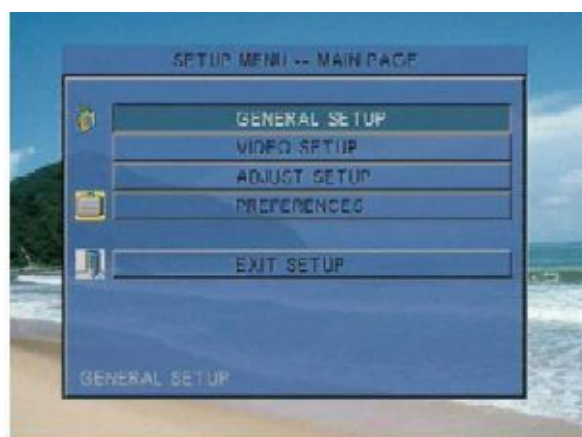 SETUP MENU -- MAIN PAGE
GENERAL SETUP
VIDEO SETUP
ADJUST SETUP
PREFERENCES
EXIT SETUP
GENERAL SETUP